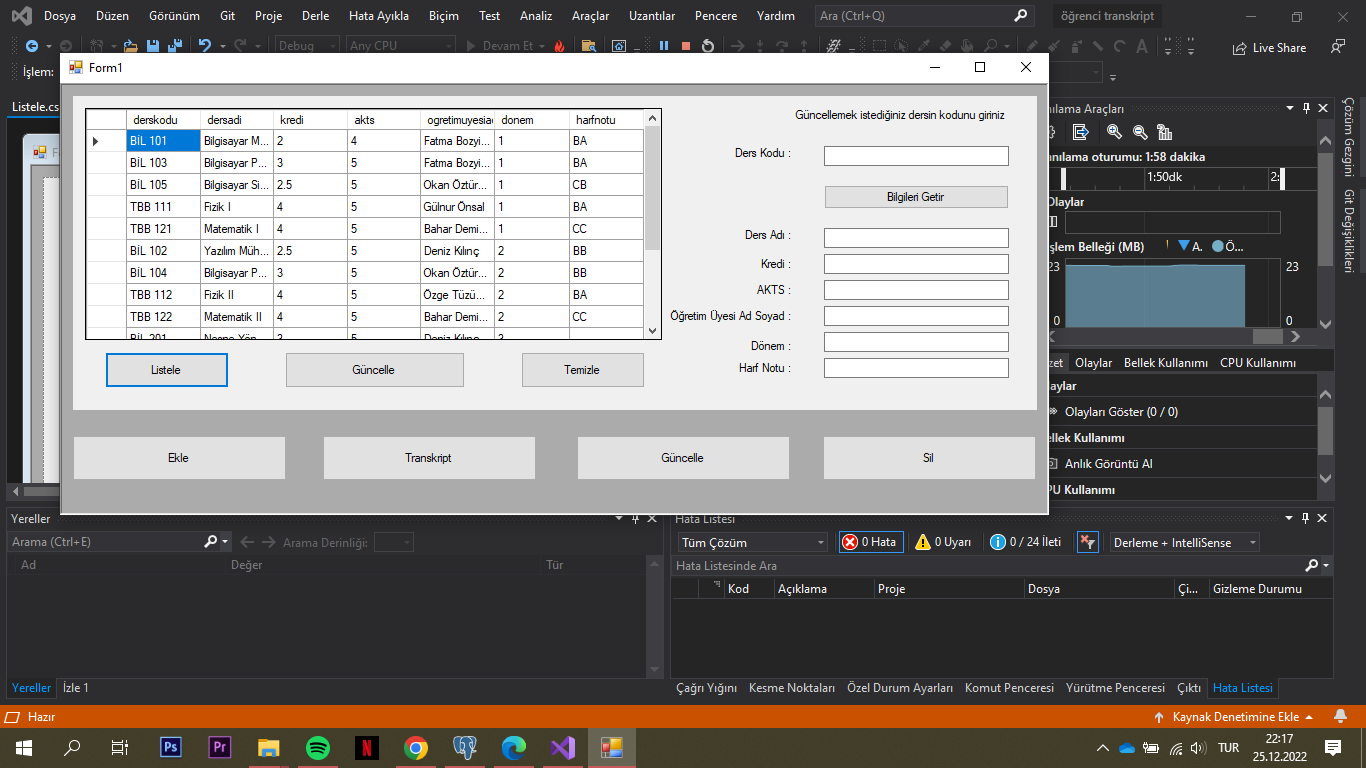 Dosya Düzen Görünüm Git Proje Derle Hata Ayıkla Biçim Test Analiz Araçlar Uzantılar Pencere Yardım Ara (Ctrl+Q) öğrenci transkript
Debug Any CPU Devam Et Live Share
İşlem:
Form1
Listele.cs
derskodu dersadi kredi akts ogretimuyesiad donem harfnotu
BİL 101 Bilgisayar M... 2 4 Fatma Bozyi... 1 BA
BİL 103 Bilgisayar P... 3 5 Fatma Bozyi... 1 BA
BİL 105 Bilgisayar Si... 2.5 5 Okan Öztür... 1 CB
TBB 111 Fizik I 4 5 Gülnur Önsal 1 BA
TBB 121 Matematik I 4 5 Bahar Demi... 1 CC
BİL 102 Yazılım Müh... 2.5 5 Deniz Kılınç 2 BB
BİL 104 Bilgisayar P... 3 5 Okan Öztür... 2 BB
TBB 112 Fizik II 4 5 Özge Tüzü... 2 BA
TBB 122 Matematik II 4 5 Bahar Demi... 2 CC
BİL 201 Nesne Yön... 3 5 Deniz Kılınç 3
Listele Güncelle Temizle
Güncellemek istediğiniz dersin kodunu giriniz
Ders Kodu :
Bilgileri Getir
Ders Adı :
Kredi :
AKTS :
Öğretim Üyesi Ad Soyad :
Dönem :
Harf Notu :
Ekle Transkript Güncelle Sil
nılama Araçları
nılama oturumu: 1:58 dakika
1:50dk 2:
Olaylar
şlem Belleği (MB) A. Ö...
23 23
0 0
zet Olaylar Bellek Kullanımı CPU Kullanımı
aylar
Olayları Göster (0 / 0)
ellek Kullanımı
Anlık Görüntü Al
PU Kullanımı
Çözüm Gezgini
Git Değişiklikleri
Yereller
Arama (Ctrl+E) Arama Derinliği:
Ad Değer Tür
Yereller İzle 1
Hata Listesi
Tüm Çözüm 0 Hata 0 Uyarı 0 / 24 İleti Derleme + IntelliSense
Hata Listesinde Ara
Kod Açıklama Proje Dosya Çi... Gizleme Durumu
Çağrı Yığını Kesme Noktaları Özel Durum Ayarları Komut Penceresi Yürütme Penceresi Çıktı Hata Listesi
Hazır Kaynak Denetimine Ekle
Ps Pr N TUR 22:17
25.12.2022